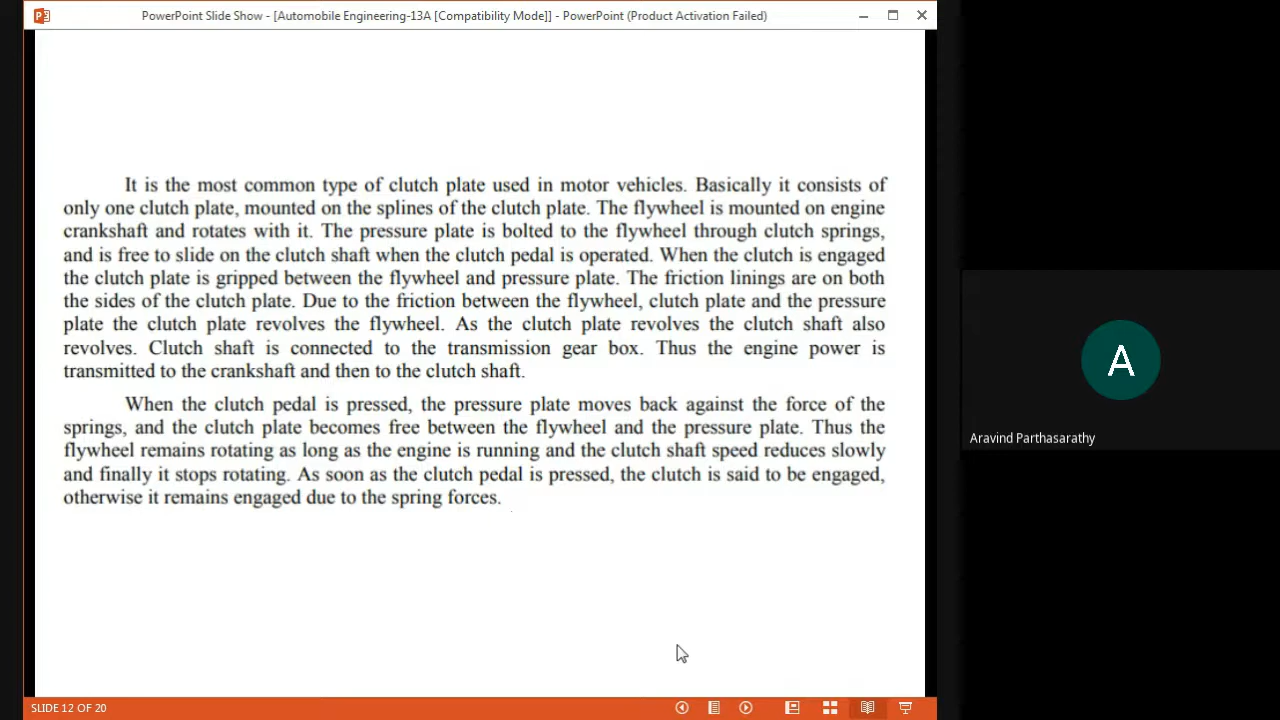 PowerPoint Slide Show - [Automobile Engineering-13A [Compatibility Mode]] - PowerPoint (Product Activation Failed)
It is the most common type of clutch plate used in motor vehicles. Basically it consists of
only one clutch plate, mounted on the splines of the clutch plate. The flywheel is mounted on engine
crankshaft and rotates with it. The pressure plate is bolted to the flywheel through clutch springs,
and is free to slide on the clutch shaft when the clutch pedal is operated. When the clutch is engaged
the clutch plate is gripped between the flywheel and pressure plate. The friction linings are on both
the sides of the clutch plate. Due to the friction between the flywheel, clutch plate and the pressure
plate the clutch plate revolves the flywheel. As the clutch plate revolves the clutch shaft also
revolves. Clutch shaft is connected to the transmission gear box. Thus the engine power is
transmitted to the crankshaft and then to the clutch shaft.
When the clutch pedal is pressed, the pressure plate moves back against the force of the
springs, and the clutch plate becomes free between the flywheel and the pressure plate. Thus the
flywheel remains rotating as long as the engine is running and the clutch shaft speed reduces slowly
and finally it stops rotating. As soon as the clutch pedal is pressed, the clutch is said to be engaged,
otherwise it remains engaged due to the spring forces.
SLIDE 12 OF 20
A
Aravind Parthasarathy